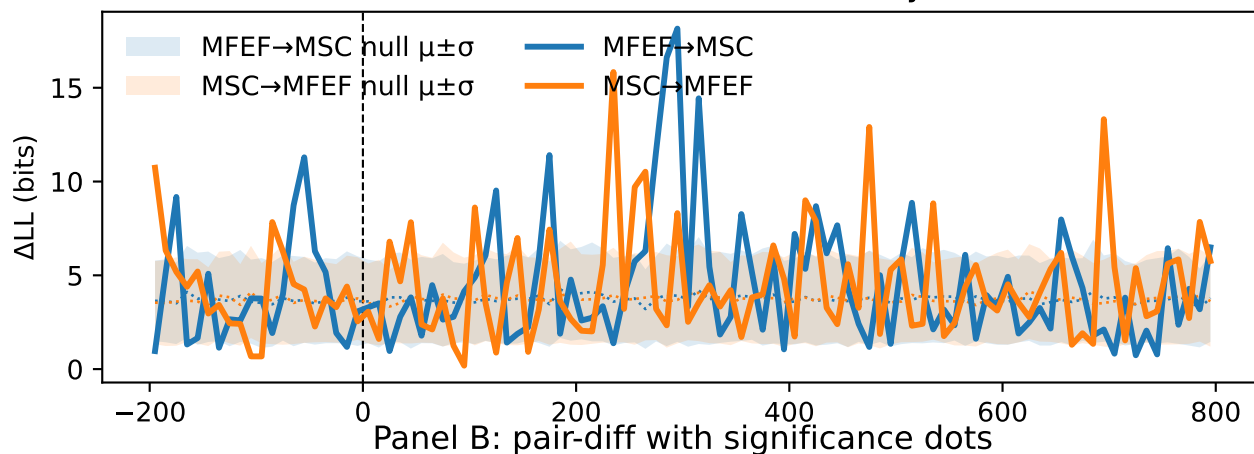 MFEF→MSC null μ±σ
MSC→MFEF null μ±σ
MFEF→MSC
MSC→MFEF
ΔLL (bits)
15
10
5
0
−200
0
200
400
600
800
Panel B: pair-diff with significance dots